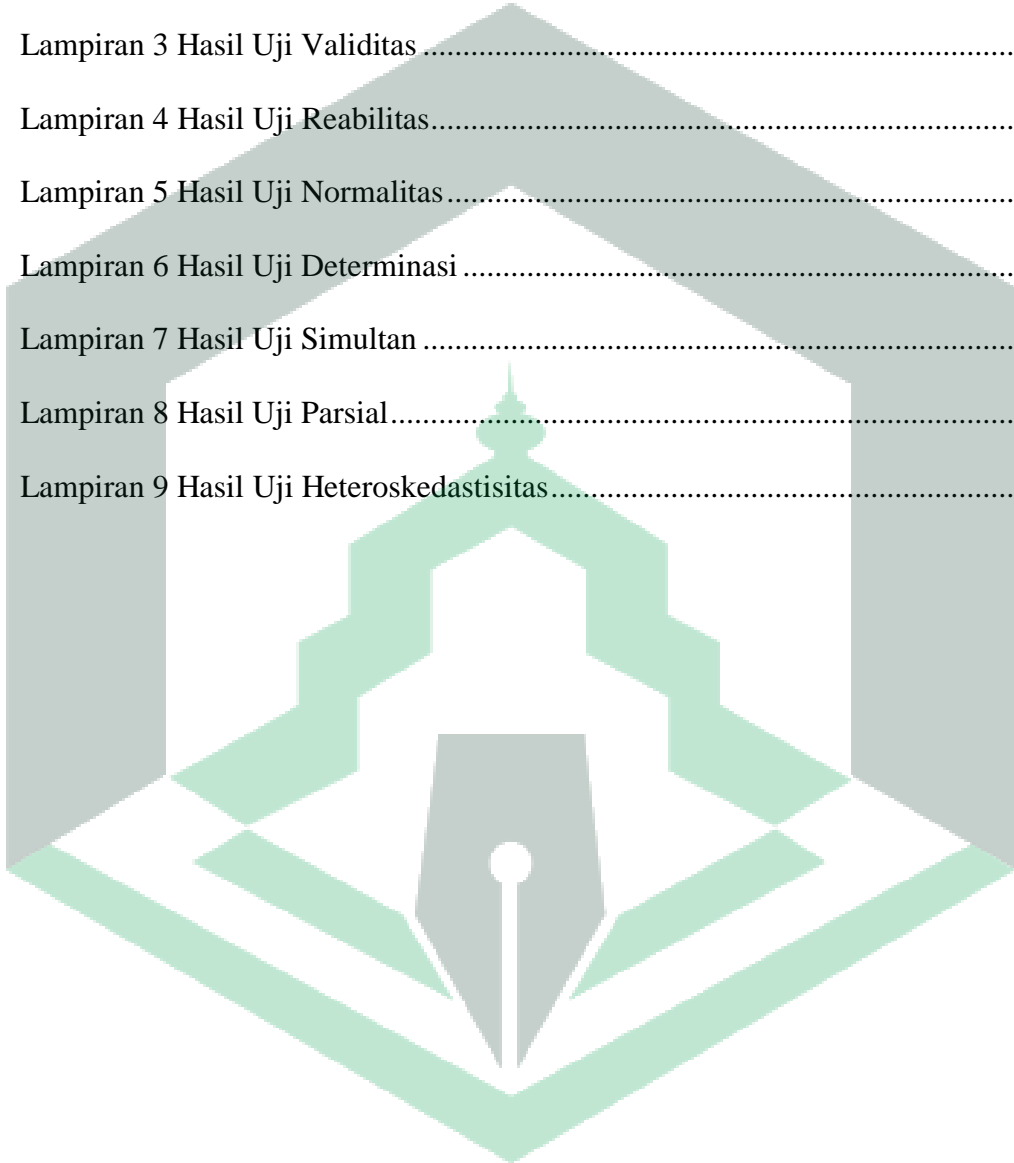 Lampiran 3 Hasil Uji Validitas ........................................................................................
Lampiran 4 Hasil Uji Reabilitas.......................................................................................
Lampiran 5 Hasil Uji Normalitas.....................................................................................
Lampiran 6 Hasil Uji Determinasi ..................................................................................
Lampiran 7 Hasil Uji Simultan ........................................................................................
Lampiran 8 Hasil Uji Parsial.............................................................................................
Lampiran 9 Hasil Uji Heteroskedastisitas.......................................................................